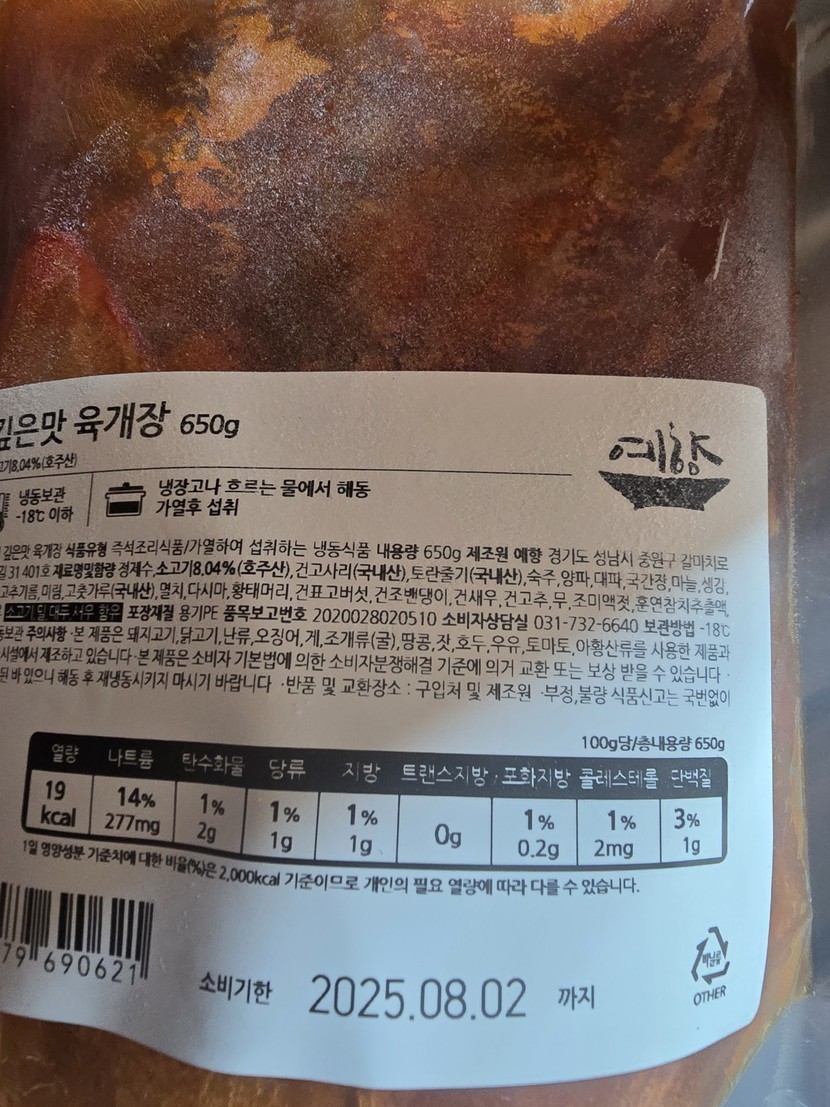 깊은맛 육개장 650g
예향
고기8,04%(호주산)
냉동보관
-18℃ 이하
냉장고나 흐르는 물에서 해동
가열후 섭취
깊은맛 육개장 식품유형 즉석조리식품/가열하여 섭취하는 냉동식품 내용량 650g 제조원 예향 경기도 성남시 중원구 갈마치로
길 31 401호 재료명및함량 정제수,소고기8,04%(호주산),건고사리(국내산),토란줄기(국내산),숙주,양파,대파,국간장,마늘,생강,
고추기름,미림,고춧가루(국내산),멸치,다시마,황태머리,건표고버섯,건조밴댕이,건새우,건고추,무,조미액젓,훈연참치추출액,
소고기 밀 대두 새우 함유 포장재질 용기PE 품목보고번호 2020028020510 소비자상담실 031-732-6640 보관방법 -18℃
동보관 주의사항·본 제품은 돼지고기,닭고기,난류,오징어,게,조개류(굴),땅콩,잣,호두,우유,토마토,아황산류를 사용한 제품과
시설에서 제조하고 있습니다·본 제품은 소비자 기본법에 의한 소비자분쟁해결 기준에 의거 교환 또는 보상 받을 수 있습니다·
된 바 있으니 해동 후 재냉동시키지 마시기 바랍니다 ·반품 및 교환장소 : 구입처 및 제조원 ·부정,불량 식품신고는 국번없이
100g당/총내용량 650g
열량 나트륨 탄수화물 당류 지방 트랜스지방 포화지방 콜레스테롤 단백질
19 14% 1% 1% 1% 0g 1% 1% 3%
kcal 277mg 2g 1g 1g 0.2g 2mg 1g
1일 영양성분 기준치에 대한 비율(%)은 2,000kcal 기준이므로 개인의 필요 열량에 따라 다를 수 있습니다.
79 690621
소비기한 2025.08.02 까지
비닐류
OTHER